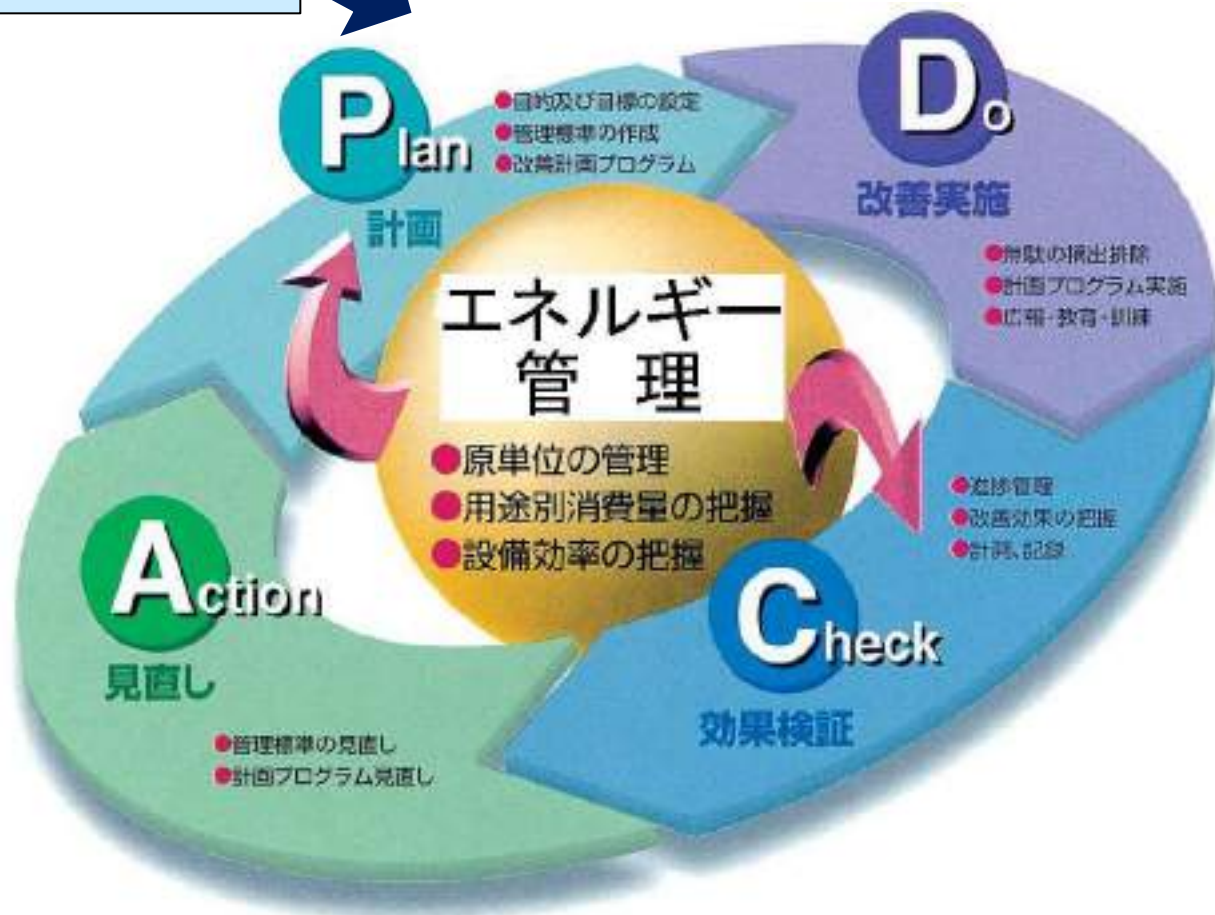 Plan
計画
●目的及び目標の設定
●管理標準の作成
●改善計画プログラム
Do
改善実施
●無駄の摘出排除
●計画プログラム実施
●広報・教育・訓練
エネルギー
管 理
●原単位の管理
●用途別消費量の把握
●設備効率の把握
Check
効果検証
●進捗管理
●改善効果の把握
●計測、記録
Action
見直し
●管理標準の見直し
●計画プログラム見直し